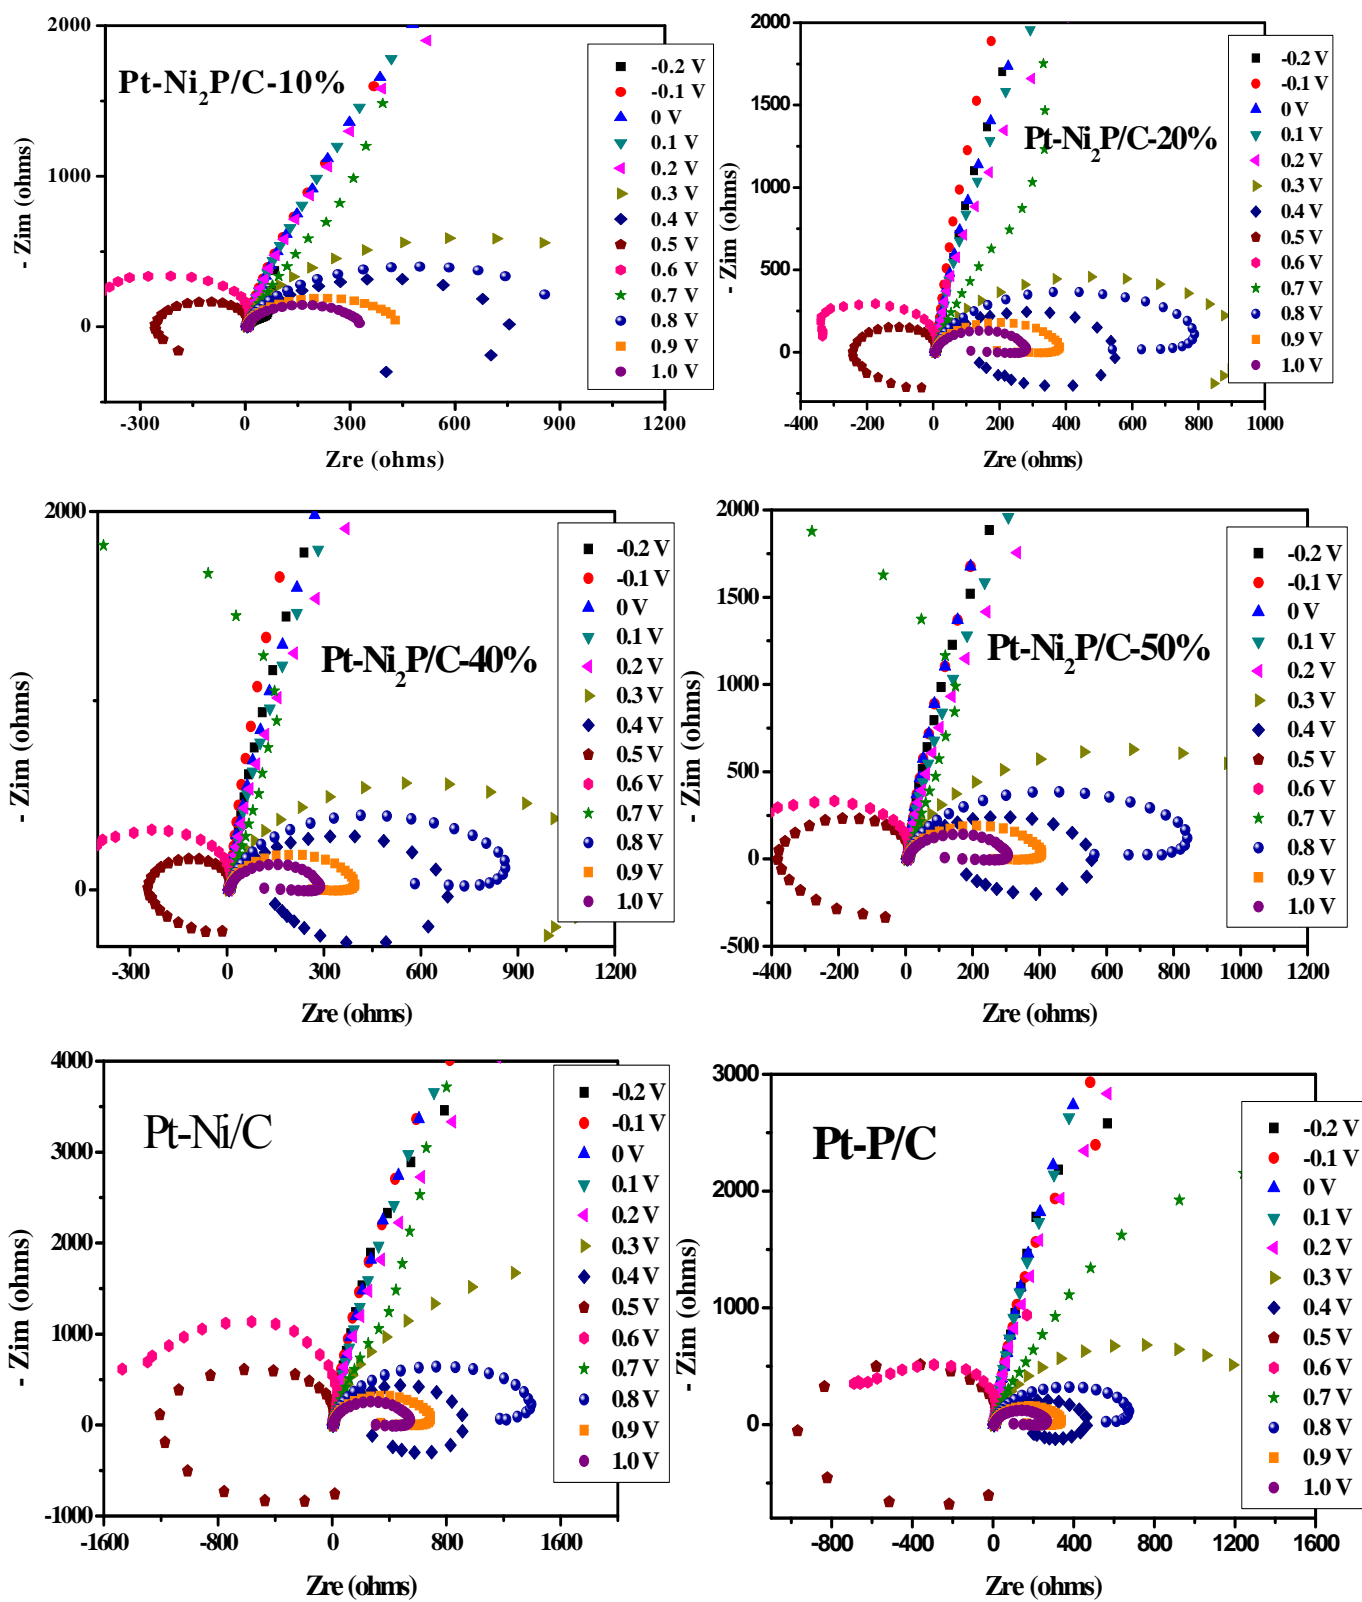 2000
1000
0
- Zim (ohms)
Pt-Ni2P/C-10%
-0.2 V
-0.1 V
0 V
0.1 V
0.2 V
0.3 V
0.4 V
0.5 V
0.6 V
0.7 V
0.8 V
0.9 V
1.0 V
-300 0 300 600 900 1200
Zre (ohms)
2000
1500
1000
500
0
-300
- Zim (ohms)
Pt-Ni2P/C-20%
-0.2 V
-0.1 V
0 V
0.1 V
0.2 V
0.3 V
0.4 V
0.5 V
0.6 V
0.7 V
0.8 V
0.9 V
1.0 V
-400 -200 0 200 400 600 800 1000
Zre (ohms)
2000
0
- Zim (ohms)
Pt-Ni2P/C-40%
-0.2 V
-0.1 V
0 V
0.1 V
0.2 V
0.3 V
0.4 V
0.5 V
0.6 V
0.7 V
0.8 V
0.9 V
1.0 V
-300 0 300 600 900 1200
Zre (ohms)
2000
1500
1000
500
0
-500
- Zim (ohms)
Pt-Ni2P/C-50%
-0.2 V
-0.1 V
0 V
0.1 V
0.2 V
0.3 V
0.4 V
0.5 V
0.6 V
0.7 V
0.8 V
0.9 V
1.0 V
-400 -200 0 200 400 600 800 1000 1200
Zre (ohms)
4000
3000
2000
1000
0
-1000
- Zim (ohms)
Pt-Ni/C
-0.2 V
-0.1 V
0 V
0.1 V
0.2 V
0.3 V
0.4 V
0.5 V
0.6 V
0.7 V
0.8 V
0.9 V
1.0 V
-1600 -800 0 800 1600
Zre (ohms)
3000
2000
1000
0
- Zim (ohms)
Pt-P/C
-0.2 V
-0.1 V
0 V
0.1 V
0.2 V
0.3 V
0.4 V
0.5 V
0.6 V
0.7 V
0.8 V
0.9 V
1.0 V
-800 -400 0 400 800 1200 1600
Zre (ohms)